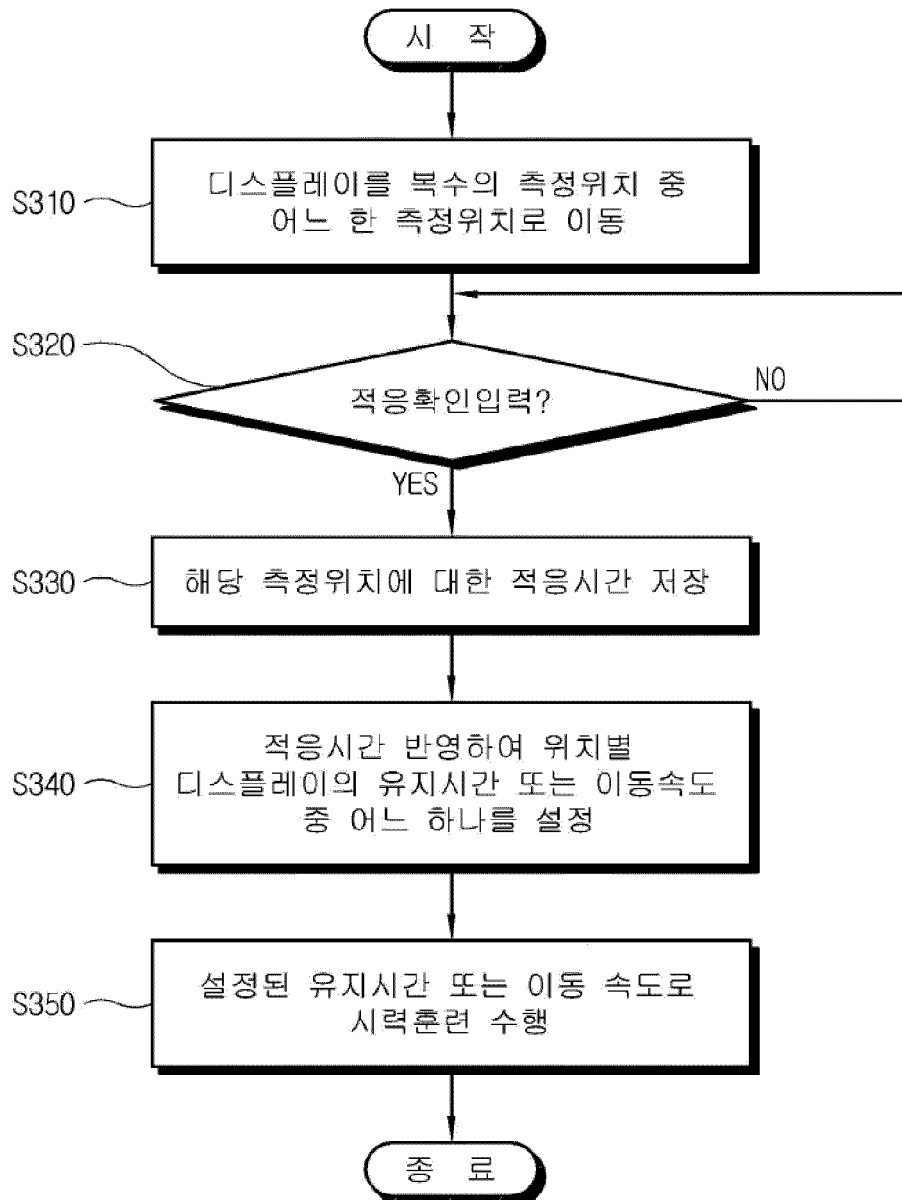 시 작
S310
디스플레이를 복수의 측정위치 중
어느 한 측정위치로 이동
S320
적응확인입력?
NO
YES
S330
해당 측정위치에 대한 적응시간 저장
S340
적응시간 반영하여 위치별
디스플레이의 유지시간 또는 이동속도
중 어느 하나를 설정
S350
설정된 유지시간 또는 이동 속도로
시력훈련 수행
종 료